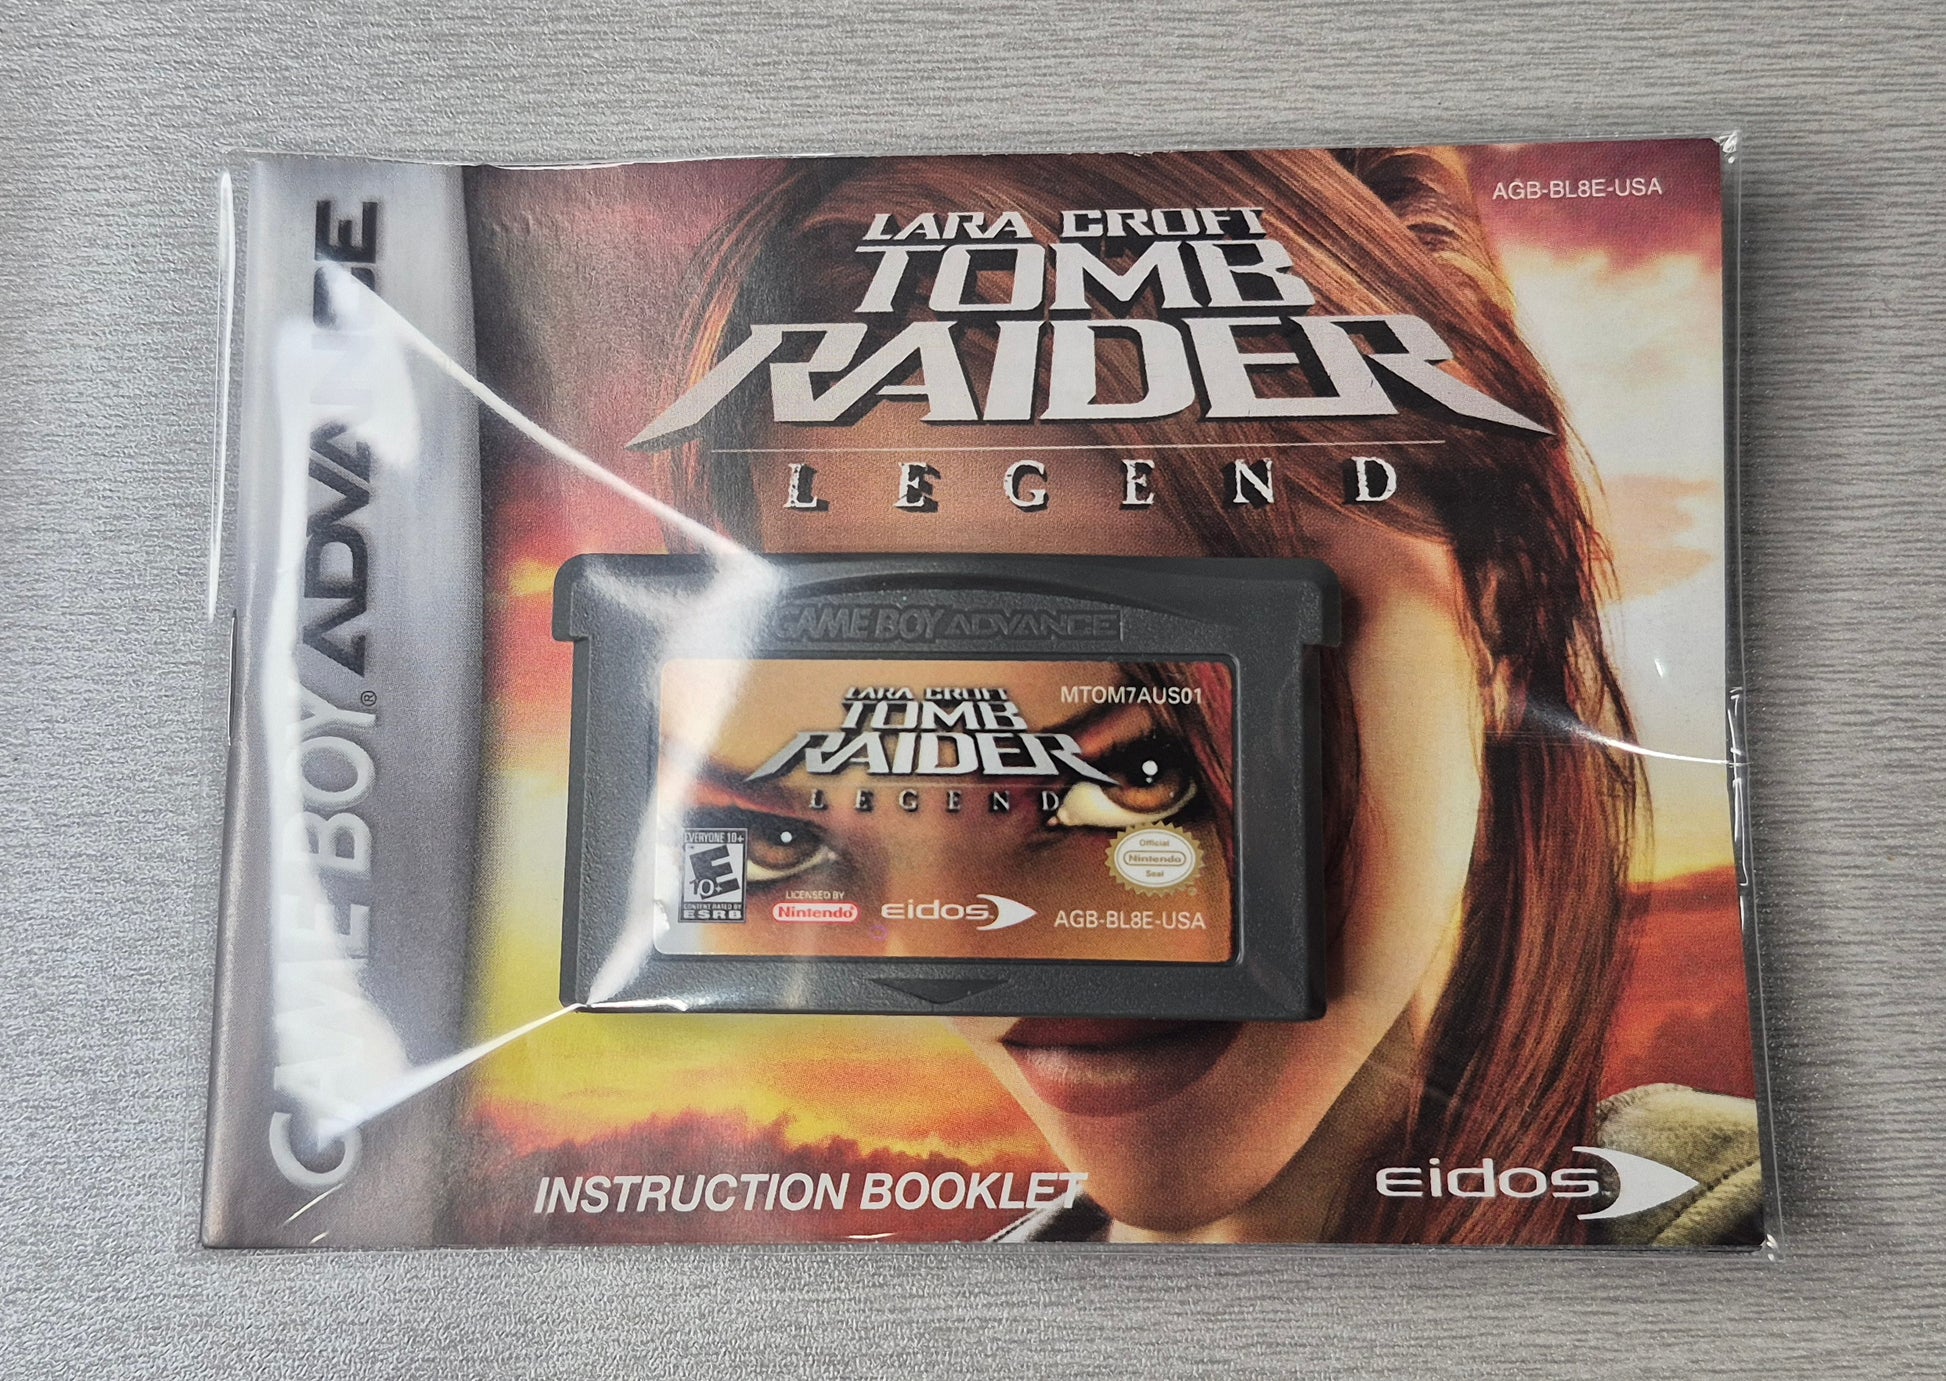 GAME BOY ADVANCE®
AGB-BL8E-USA
LARA CROFT
TOMB
RAIDER
LEGEND
GAME BOY ADVANCE
MTOM7AUS01
LARA CROFT
TOMB
RAIDER
LEGEND
EVERYONE 10+
E
10+
CONTENT RATED BY
ESRB
LICENSED BY
Nintendo
eidos
Official
Nintendo
Seal
®
AGB-BL8E-USA
INSTRUCTION BOOKLET
eidos